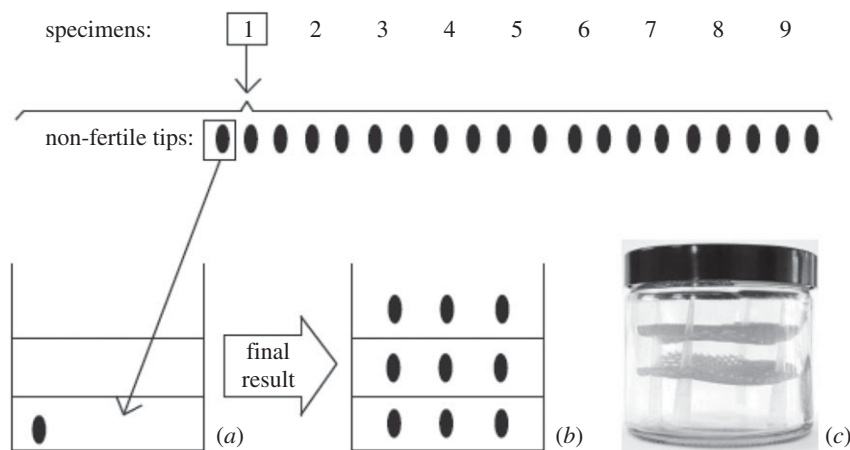 specimens: 1 2 3 4 5 6 7 8 9
non-fertile tips:
final
result
(a)
(b)
(c)